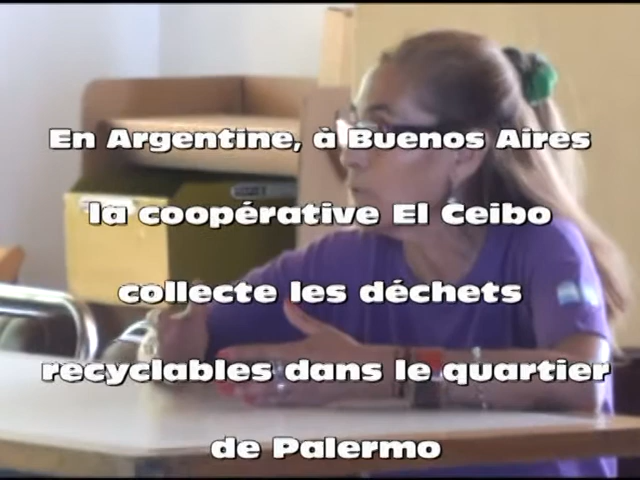 En Argentine, à Buenos Aires
la coopérative El Ceibo
collecte les déchets
recyclables dans le quartier
de Palermo